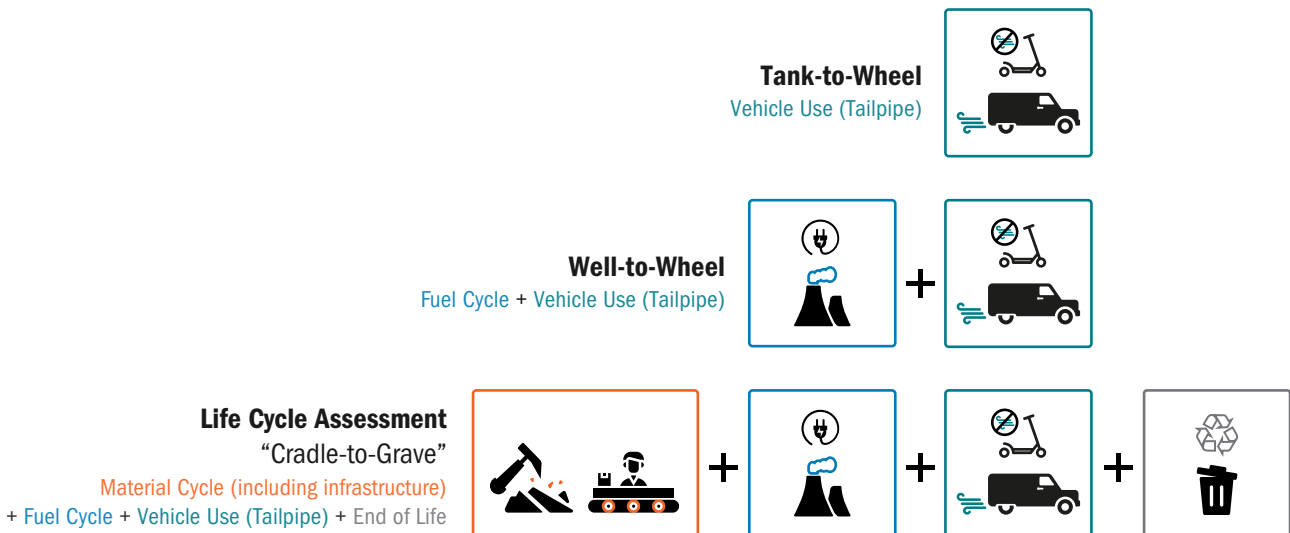 Tank-to-Wheel
Vehicle Use (Tailpipe)
Well-to-Wheel
Fuel Cycle + Vehicle Use (Tailpipe)
Life Cycle Assessment
“Cradle-to-Grave”
Material Cycle (including infrastructure)
+ Fuel Cycle + Vehicle Use (Tailpipe) + End of Life